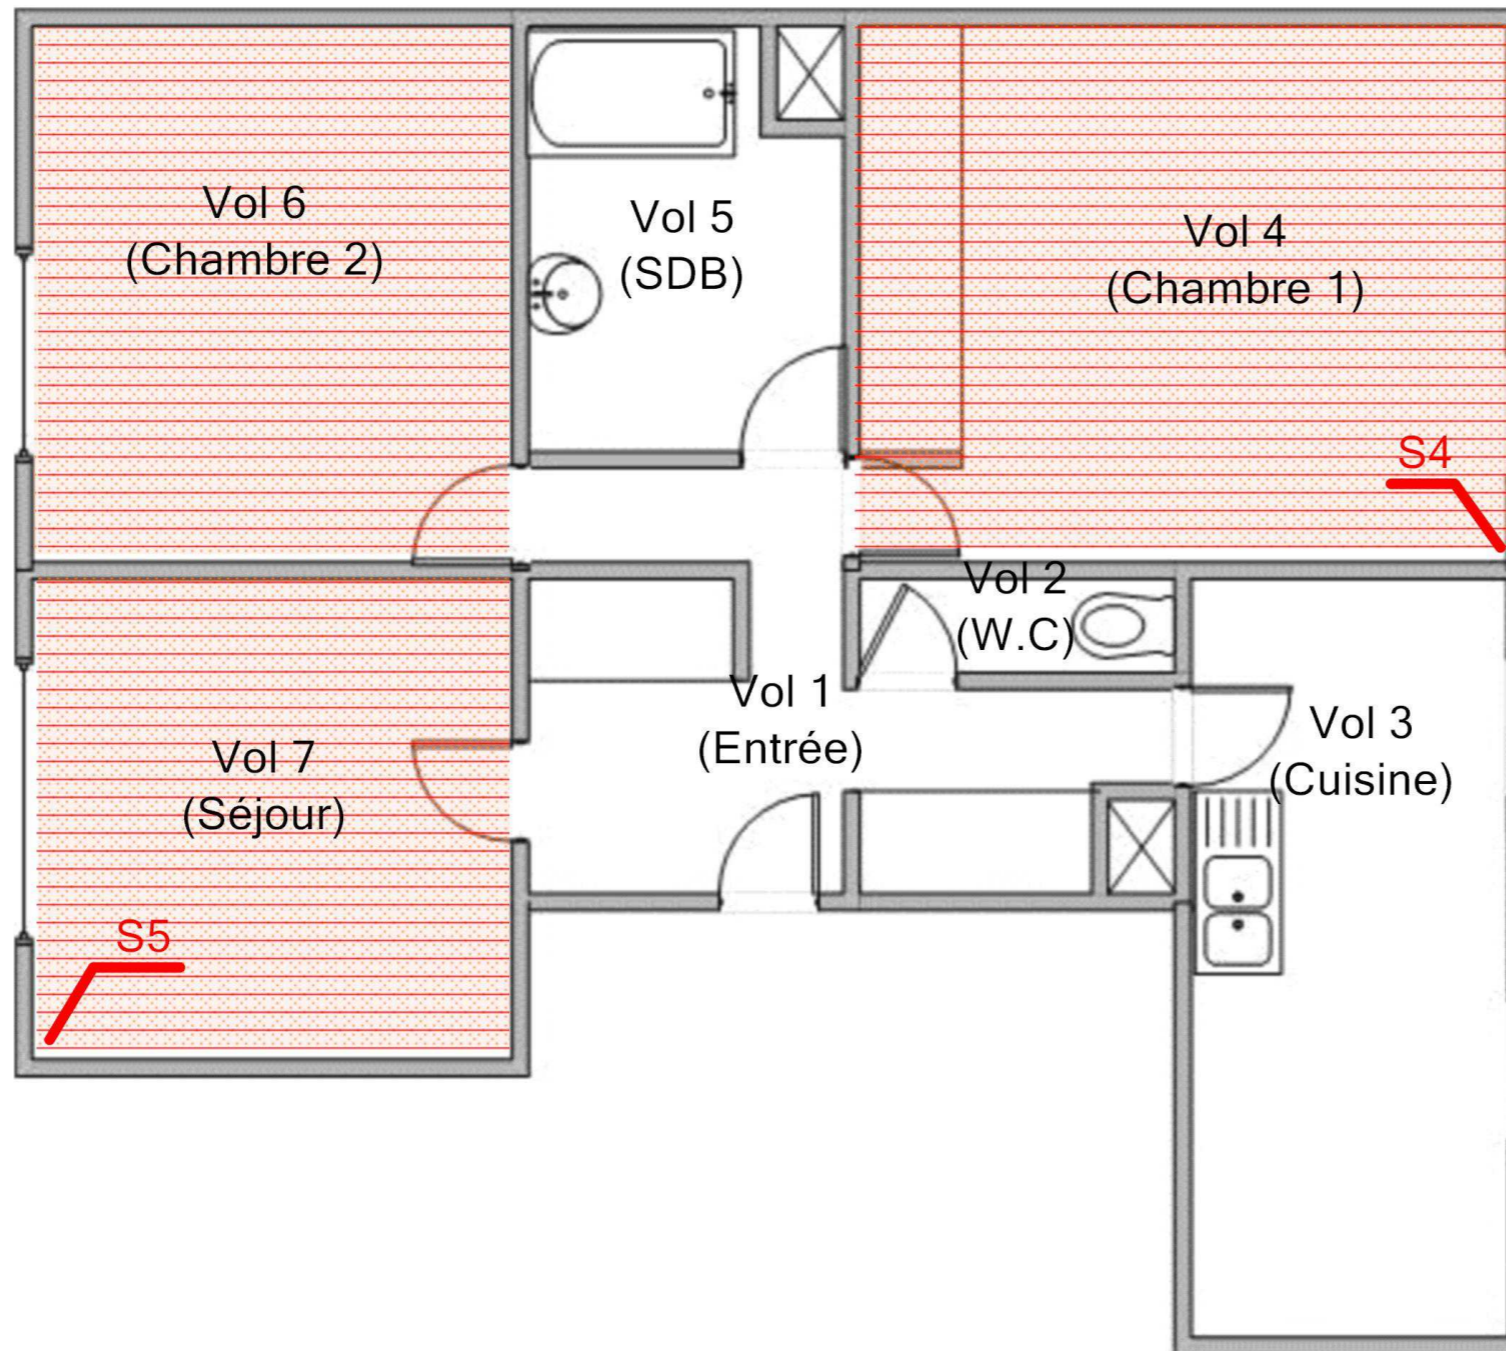 Vol 6
(Chambre 2)
Vol 5
(SDB)
Vol 4
(Chambre 1)
S4
Vol 2
(W.C)
Vol 1
(Entrée)
Vol 3
(Cuisine)
Vol 7
(Séjour)
S5